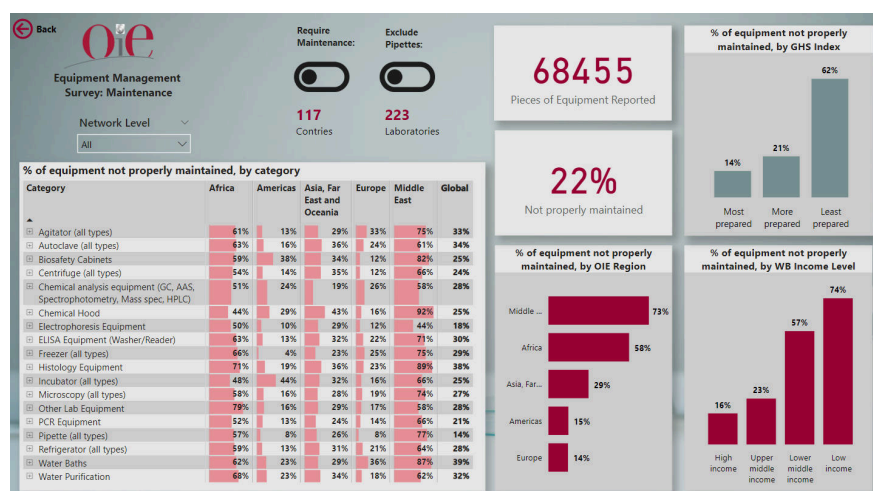 Back
OiE
Equipment Management
Survey: Maintenance
Network Level
All
Require
Maintenance:
Exclude
Pipettes:
117
Contries
223
Laboratories
68455
Pieces of Equipment Reported
22%
Not properly maintained
% of equipment not properly
maintained, by GHS Index
14%
21%
62%
Most
prepared
More
prepared
Least
prepared
% of equipment not properly maintained, by category
Category Africa Americas Asia, Far East and Oceania Europe Middle East Global
Agitator (all types) 61% 13% 29% 33% 75% 33%
Autoclave (all types) 63% 16% 36% 24% 61% 34%
Biosafety Cabinets 59% 38% 34% 12% 82% 25%
Centrifuge (all types) 54% 14% 35% 12% 66% 24%
Chemical analysis equipment (GC, AAS, 51% 24% 19% 26% 58% 28%
Spectrophotometry, Mass spec, HPLC)
Chemical Hood 44% 29% 43% 16% 92% 25%
Electrophoresis Equipment 50% 10% 29% 12% 44% 18%
ELISA Equipment (Washer/Reader) 63% 13% 32% 22% 71% 30%
Freezer (all types) 66% 4% 23% 25% 75% 29%
Histology Equipment 71% 19% 36% 23% 89% 38%
Incubator (all types) 48% 44% 32% 16% 66% 25%
Microscopy (all types) 58% 16% 28% 19% 74% 27%
Other Lab Equipment 79% 16% 29% 17% 58% 28%
PCR Equipment 52% 13% 24% 14% 66% 21%
Pipette (all types) 57% 8% 26% 8% 77% 14%
Refrigerator (all types) 59% 13% 31% 21% 64% 28%
Water Baths 62% 23% 29% 36% 87% 39%
Water Purification 68% 23% 34% 18% 62% 32%
% of equipment not properly
maintained, by OIE Region
Middle ... 73%
Africa 58%
Asia, Far... 29%
Americas 15%
Europe 14%
% of equipment not properly
maintained, by WB Income Level
16%
23%
57%
74%
High
income
Upper
middle
income
Lower
middle
income
Low
income